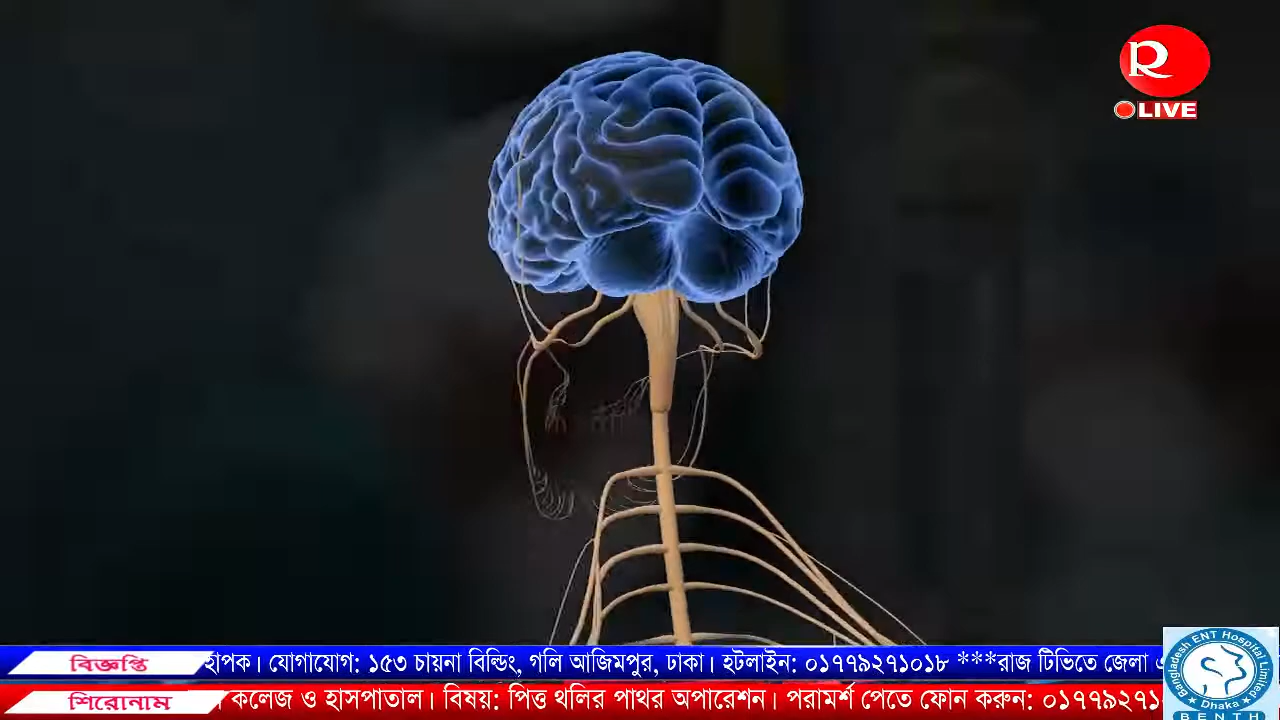 R
LIVE
বিজ্ঞপ্তি
হাপক। যোগাযোগ: ১৫৩ চায়না বিল্ডিং, গলি আজিমপুর, ঢাকা। হটলাইন: ০১৭৭৯২৭১০১৮ ***রাজ টিভিতে জেলা এ
শিরোনাম
কলেজ ও হাসপাতাল। বিষয়: পিত্ত থলির পাথর অপারেশন। পরামর্শ পেতে ফোন করুন: ০১৭৭৯২৭১
Bangladesh ENT Hospital Limited
★ Dhaka ★
BENTH